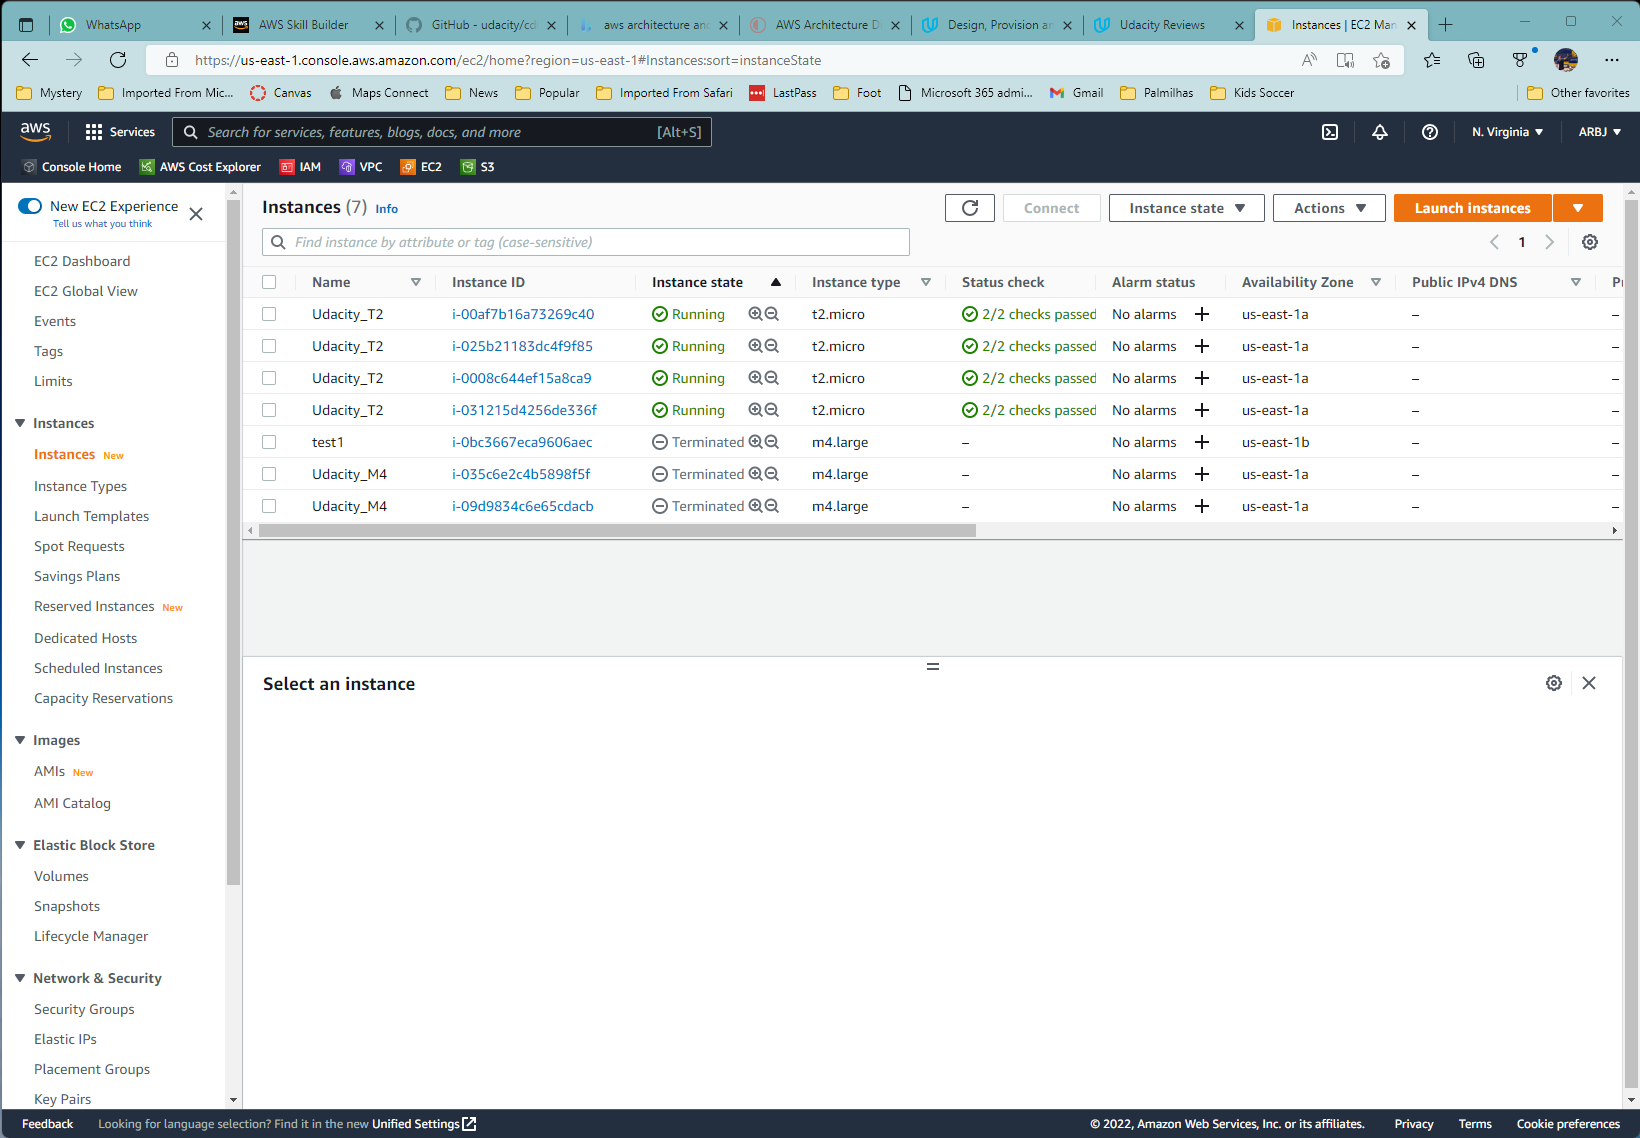 WhatsApp
AWS Skill Builder
GitHub - udacity/cd
aws architecture and
AWS Architecture D
Design, Provision an
Udacity Reviews
Instances | EC2 Man
https://us-east-1.console.aws.amazon.com/ec2/home?region=us-east-1#Instances:sort=instanceState
Mystery Imported From Mic... Canvas Maps Connect News Popular Imported From Safari LastPass Foot Microsoft 365 admi... Gmail Palmilhas Kids Soccer Other favorites
aws Services Search for services, features, blogs, docs, and more [Alt+S] N. Virginia ARBJ
Console Home AWS Cost Explorer IAM VPC EC2 S3
New EC2 Experience
Tell us what you think
EC2 Dashboard
EC2 Global View
Events
Tags
Limits
Instances
Instances New
Instance Types
Launch Templates
Spot Requests
Savings Plans
Reserved Instances New
Dedicated Hosts
Scheduled Instances
Capacity Reservations
Images
AMIs New
AMI Catalog
Elastic Block Store
Volumes
Snapshots
Lifecycle Manager
Network & Security
Security Groups
Elastic IPs
Placement Groups
Key Pairs
Instances (7) Info Connect Instance state Actions Launch instances
Find instance by attribute or tag (case-sensitive) 1
Name Instance ID Instance state Instance type Status check Alarm status Availability Zone Public IPv4 DNS
Udacity_T2 i-00af7b16a73269c40 Running t2.micro 2/2 checks passed No alarms + us-east-1a – –
Udacity_T2 i-025b21183dc4f9f85 Running t2.micro 2/2 checks passed No alarms + us-east-1a – –
Udacity_T2 i-0008c644ef15a8ca9 Running t2.micro 2/2 checks passed No alarms + us-east-1a – –
Udacity_T2 i-031215d4256de336f Running t2.micro 2/2 checks passed No alarms + us-east-1a – –
test1 i-0bc3667eca9606aec Terminated m4.large – No alarms + us-east-1b – –
Udacity_M4 i-035c6e2c4b5898f5f Terminated m4.large – No alarms + us-east-1a – –
Udacity_M4 i-09d9834c6e65cdacb Terminated m4.large – No alarms + us-east-1a – –
Select an instance
Feedback Looking for language selection? Find it in the new Unified Settings © 2022, Amazon Web Services, Inc. or its affiliates. Privacy Terms Cookie preferences